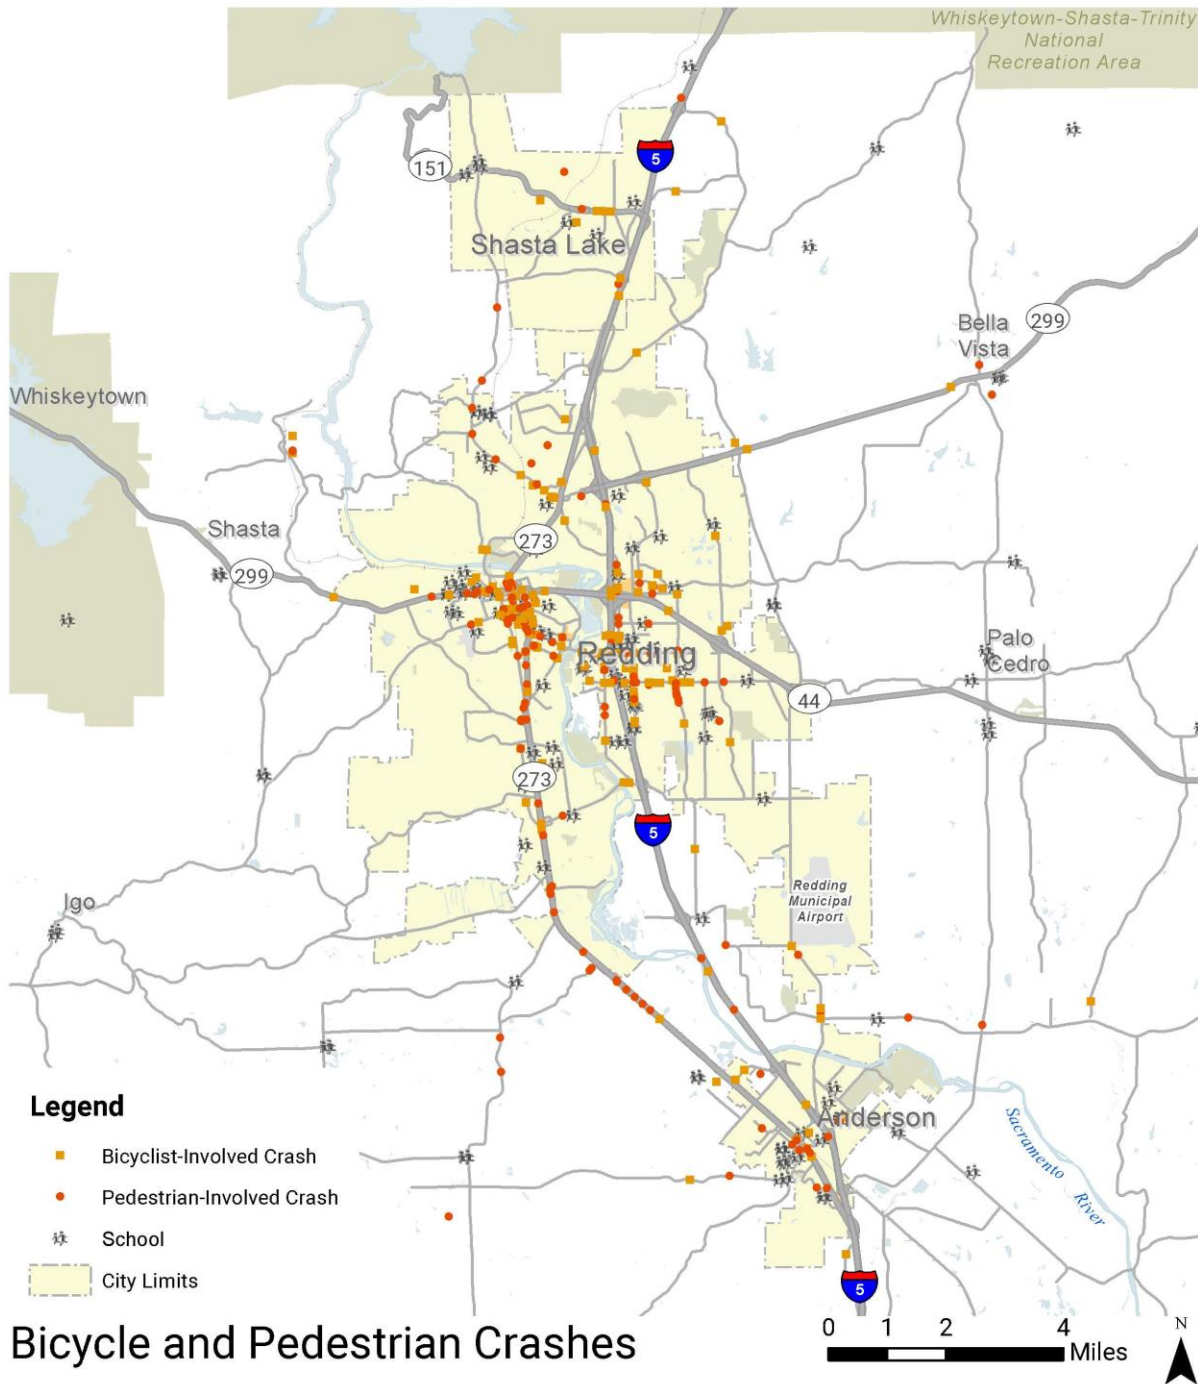 Whiskeytown-Shasta-Trinity
National
Recreation Area
5
151
Shasta Lake
Bella
Vista
299
Whiskeytown
Shasta
273
299
Redding
Palo
Cedro
44
273
5
Redding
Municipal
Airport
Igo
Anderson
Sacramento
River
5
Legend
Bicyclist-Involved Crash
Pedestrian-Involved Crash
School
City Limits
Bicycle and Pedestrian Crashes
0 1 2 4
Miles
N